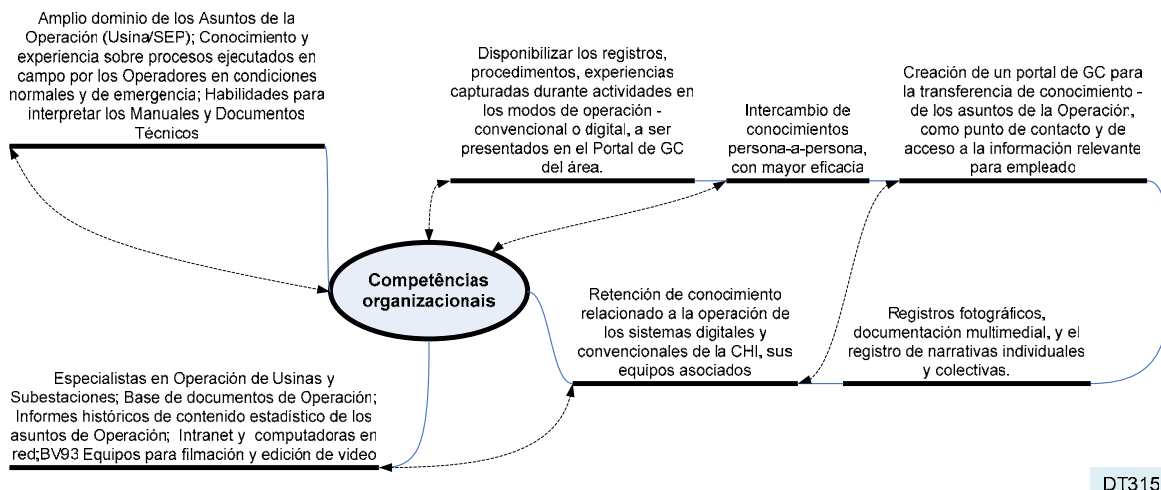 Amplio dominio de los Asuntos de la
Operación (Usina/SEP); Conocimiento y
experiencia sobre procesos ejecutados en
campo por los Operadores en condiciones
normales y de emergencia; Habilidades para
interpretar los Manuales y Documentos
Técnicos
Disponibilizar los registros,
procedimentos, experiencias
capturadas durante actividades en
los modos de operación -
convencional o digital, a ser
presentados en el Portal de GC
del área.
Intercambio de
conocimientos
persona-a-persona,
con mayor eficacia
Creación de un portal de GC para
la transferencia de conocimiento -
de los asuntos de la Operación,
como punto de contacto y de
acceso a la información relevante
para empleado
Competências
organizacionais
Retención de conocimiento
relacionado a la operación de
los sistemas digitales y
convencionales de la CHI, sus
equipos asociados
Registros fotográficos,
documentación multimedial, y el
registro de narrativas individuales
y colectivas.
Especialistas en Operación de Usinas y
Subestaciones; Base de documentos de Operación;
Informes históricos de contenido estadístico de los
asuntos de Operación;  Intranet y  computadoras en
red;BV93 Equipos para filmación y edición de video
DT315